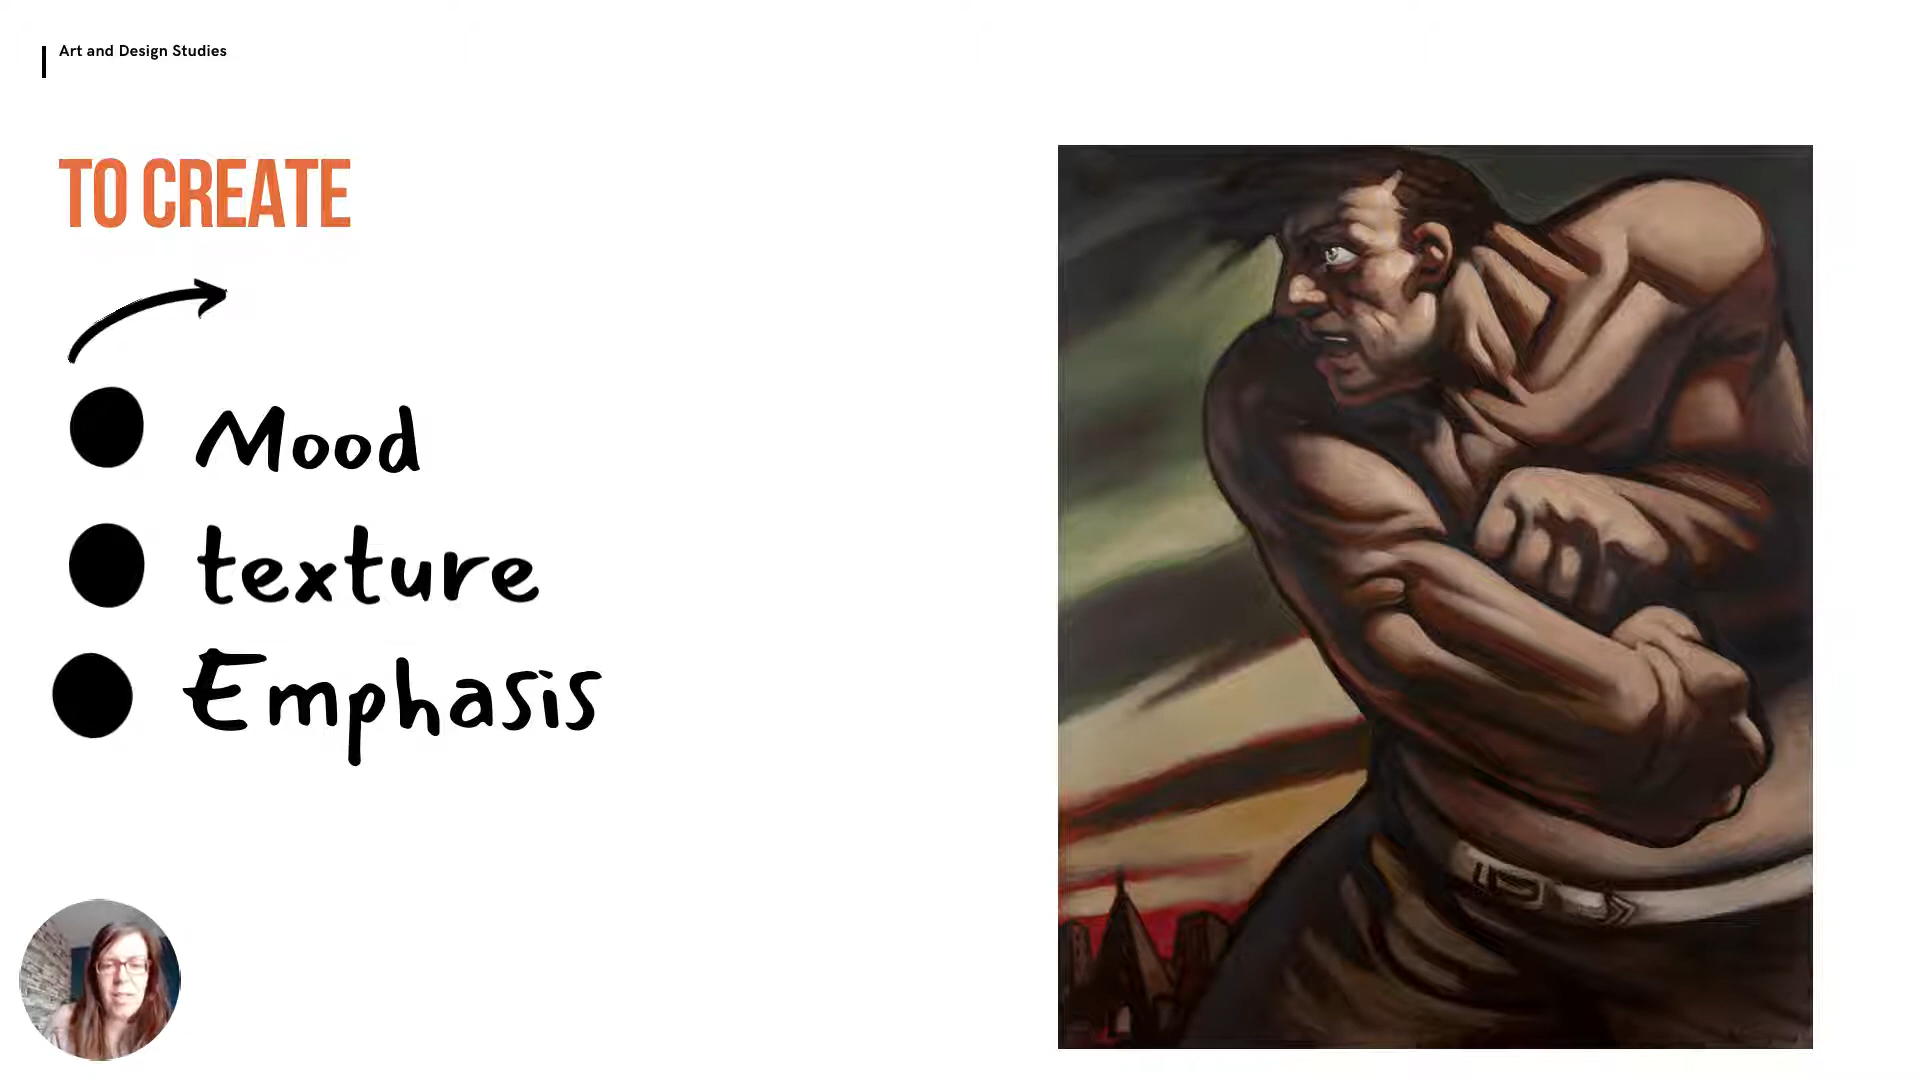 Art and Design Studies
TO CREATE
Mood
texture
Emphasis